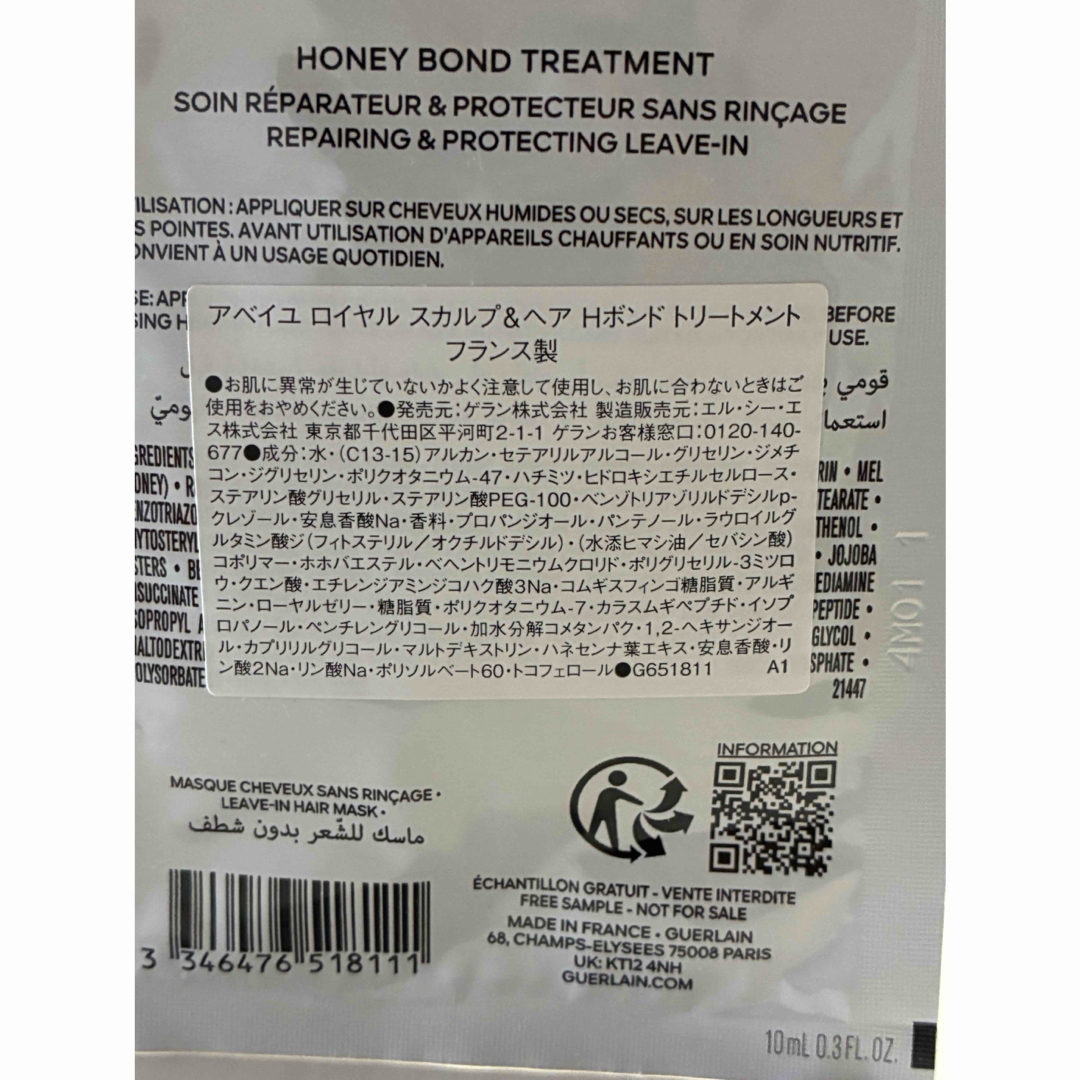 HONEY BOND TREATMENT
SOIN RÉPARATEUR & PROTECTEUR SANS RINÇAGE
REPAIRING & PROTECTING LEAVE-IN
ILISATION : APPLIQUER SUR CHEVEUX HUMIDES OU SECS, SUR LES LONGUEURS ET
S POINTES. AVANT UTILISATION D'APPAREILS CHAUFFANTS OU EN SOIN NUTRITIF.
ONVIENT À UN USAGE QUOTIDIEN.
SE: APP
BEFORE
SING H
USE.
アベイユ ロイヤル スカルプ&ヘア Hボンド トリートメント
フランス製
●お肌に異常が生じていないかよく注意して使用し、お肌に合わないときはご
使用をおやめください。●発売元:ゲラン株式会社 製造販売元:エル・シー・エ
ス株式会社 東京都千代田区平河町2-1-1 ゲランお客様窓口:0120-140-
677●成分:水・(C13-15)アルカン・セテアリルアルコール・グリセリン・ジメチ
コン・ジグリセリン・ポリクオタニウム-47・ハチミツ・ヒドロキシエチルセルロース・
ステアリン酸グリセリル・ステアリン酸PEG-100・ベンゾトリアゾリルドデシルp-
クレゾール・安息香酸Na・香料・プロパンジオール・パンテノール・ラウロイルグ
ルタミン酸ジ(フィトステリル/オクチルドデシル)・(水添ヒマシ油/セバシン酸)
コポリマー・ホホバエステル・ベヘントリモニウムクロリド・ポリグリセリル-3ミツロ
ウ・クエン酸・エチレンジアミンジコハク酸3Na・コムギスフィンゴ糖脂質・アルギ
ニン・ローヤルゼリー・糖脂質・ポリクオタニウム-7・カラスムギペプチド・イソプ
ロパノール・ペンチレングリコール・加水分解コメタンパク・1,2-ヘキサンジオー
ル・カプリリルグリコール・マルトデキストリン・ハネセンナ葉エキス・安息香酸・リ
ン酸2Na・リン酸Na・ポリソルベート60・トコフェロール●G651811 A1
قومي
استعما
وميّ
GREDIENTS
ONEY) • R
NZOTRIAZO
YTOSTERYL
STERS • BE
ISUCCINATE
SOPROPYL A
MALTODEXTRI
OLYSORBATE
RIN • MEL
TEARATE •
THENOL •
• JOJOBA
EDIAMINE
PEPTIDE •
GLYCOL •
SPHATE •
21447
4M01 1
INFORMATION
MASQUE CHEVEUX SANS RINÇAGE •
LEAVE-IN HAIR MASK •
ماسك للشّعر بدون شطف
3 346476 518111
ÉCHANTILLON GRATUIT - VENTE INTERDITE
FREE SAMPLE - NOT FOR SALE
MADE IN FRANCE • GUERLAIN
68, CHAMPS-ELYSEES 75008 PARIS
UK: KT12 4NH
GUERLAIN.COM
10 mL 0.3 FL. OZ.